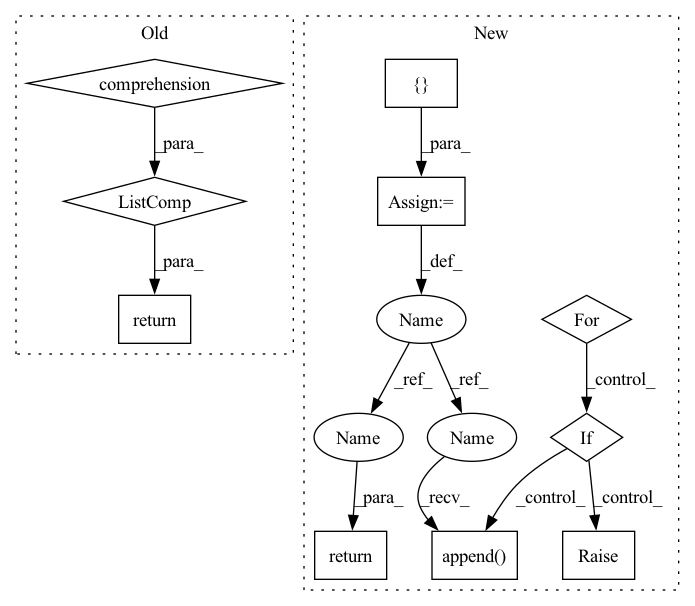 Old
New
comprehension
{}
_para_
_para_
ListComp
Assign:=
_para_
_def_
return
Name
For
_ref_
_ref_
_control_
Name
Name
If
_para_
_recv_
_control_
_control_
return
append()
Raise